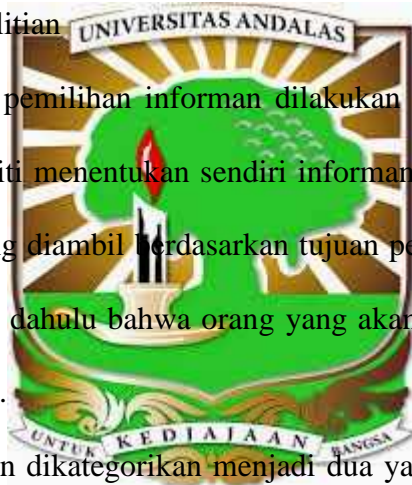 litian
UNIVERSITAS ANDALAS
pemilihan informan dilakukan
iti menentukan sendiri informan
g diambil berdasarkan tujuan pe
dahulu bahwa orang yang akan
.
UNTUK KEDJAJAAN BANGSA
n dikategorikan menjadi dua ya